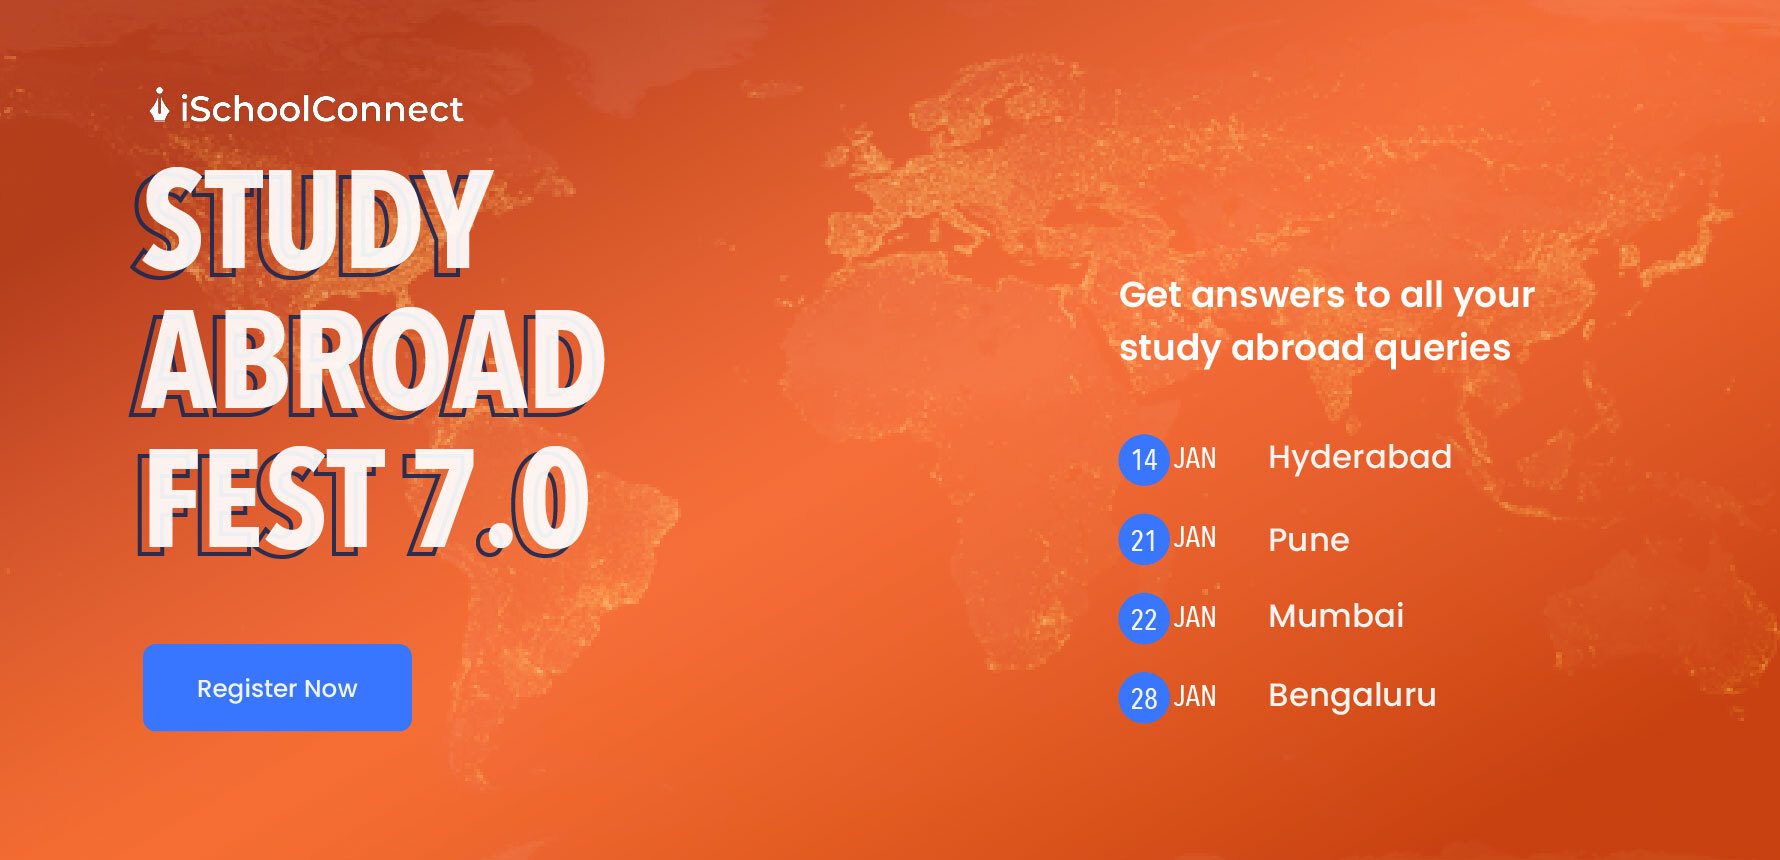 iSchoolConnect
STUDY
ABROAD
FEST 7.0
Register Now
Get answers to all your
study abroad queries
14 JAN Hyderabad
21 JAN Pune
22 JAN Mumbai
28 JAN Bengaluru